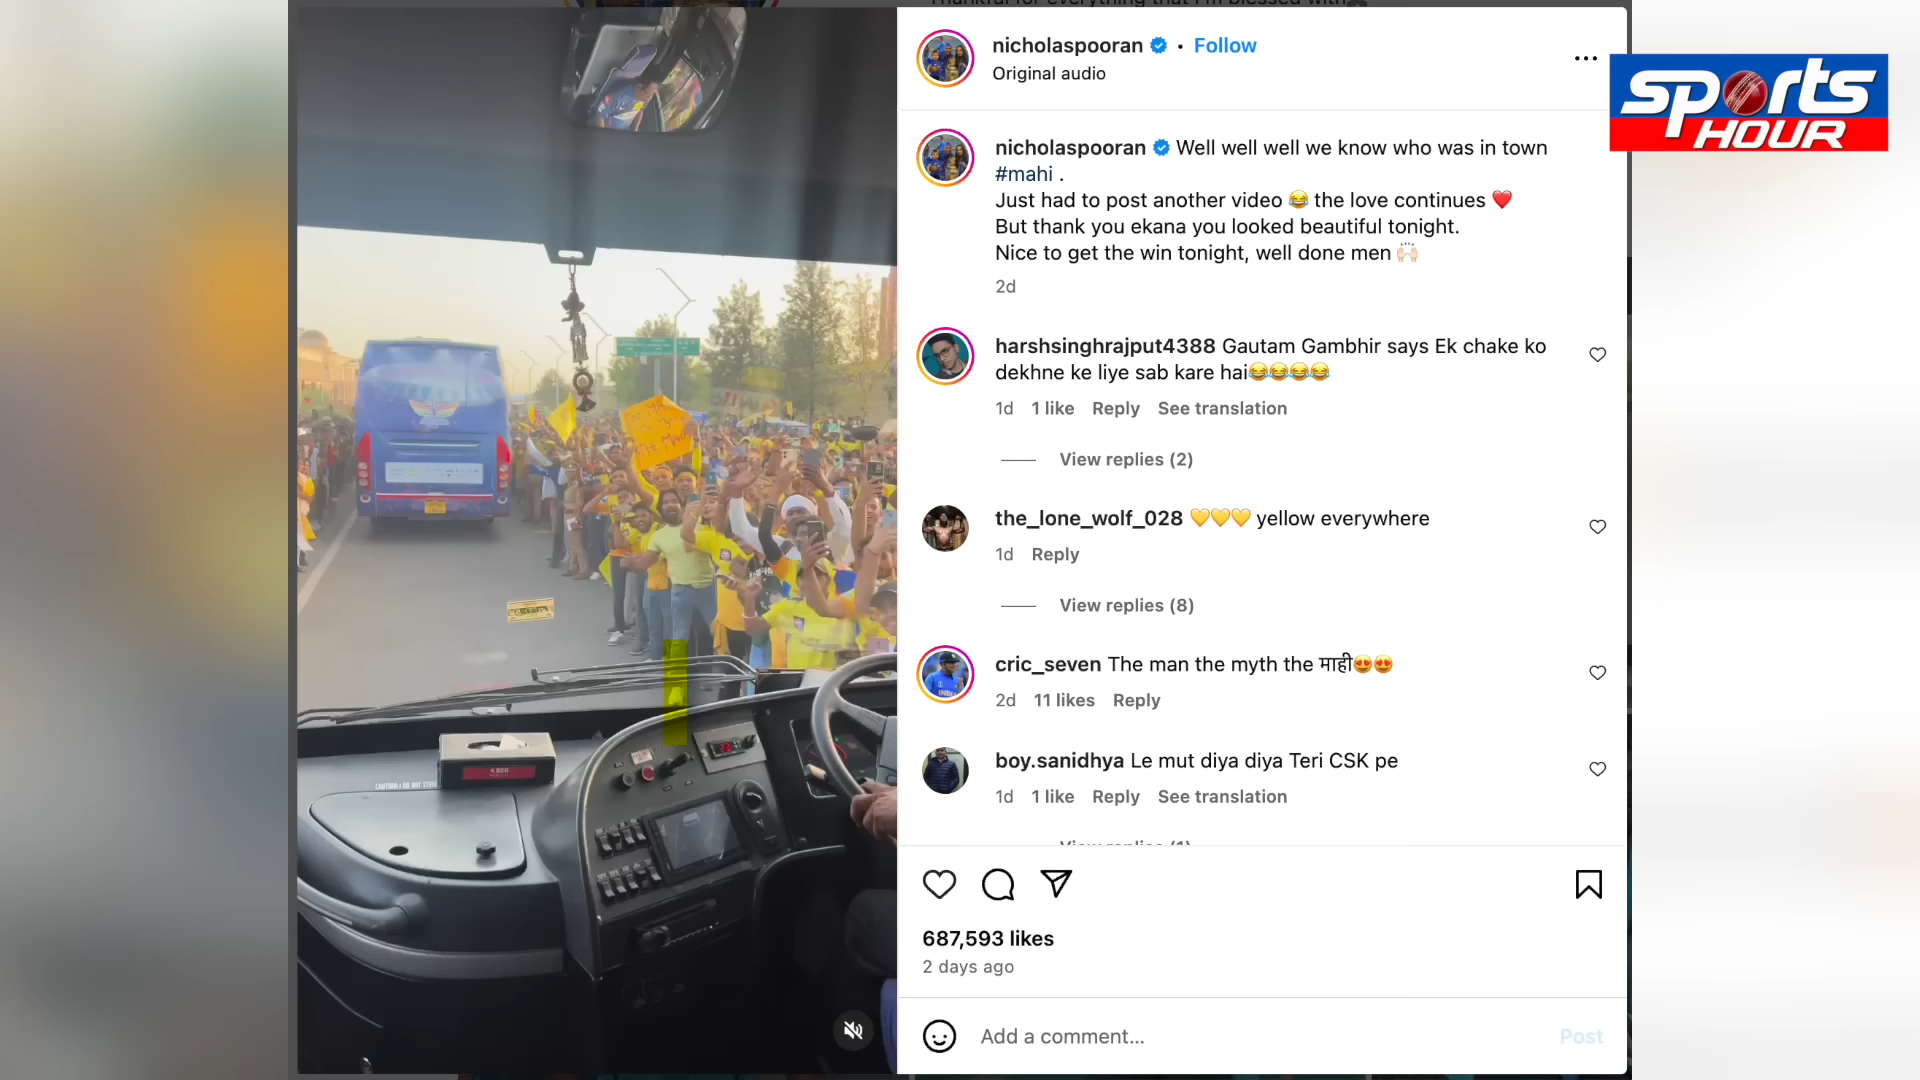 nicholaspooran • Follow
Original audio
SpOrts
HOUR
nicholaspooran Well well well we know who was in town
#mahi .
Just had to post another video 😂 the love continues ❤️
But thank you ekana you looked beautiful tonight.
Nice to get the win tonight, well done men 🙌🏻
2d
harshsinghrajput4388 Gautam Gambhir says Ek chake ko
dekhne ke liye sab kare hai😂😂😂😂
1d 1 like Reply See translation
View replies (2)
the_lone_wolf_028 💛💛💛 yellow everywhere
1d Reply
View replies (8)
cric_seven The man the myth the माही😍😍
2d 11 likes Reply
boy.sanidhya Le mut diya diya Teri CSK pe
1d 1 like Reply See translation
View replies (1)
687,593 likes
2 days ago
Add a comment...
Post